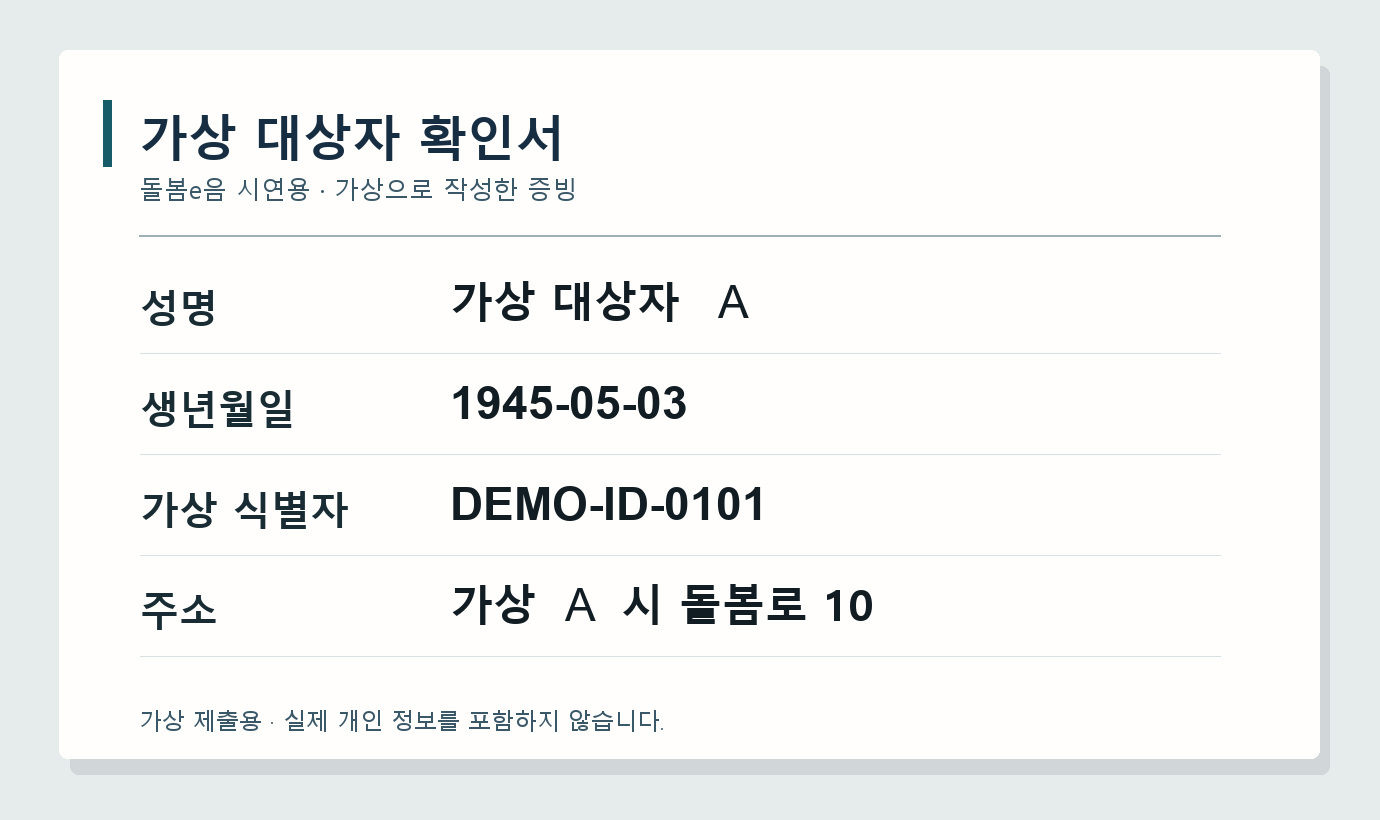 가상 대상자 확인서
돌봄e음 시연용 · 가상으로 작성한 증빙
성명 가상 대상자 A
생년월일 1945-05-03
가상 식별자 DEMO-ID-0101
주소 가상 A 시 돌봄로 10
가상 제출용 · 실제 개인 정보를 포함하지 않습니다.